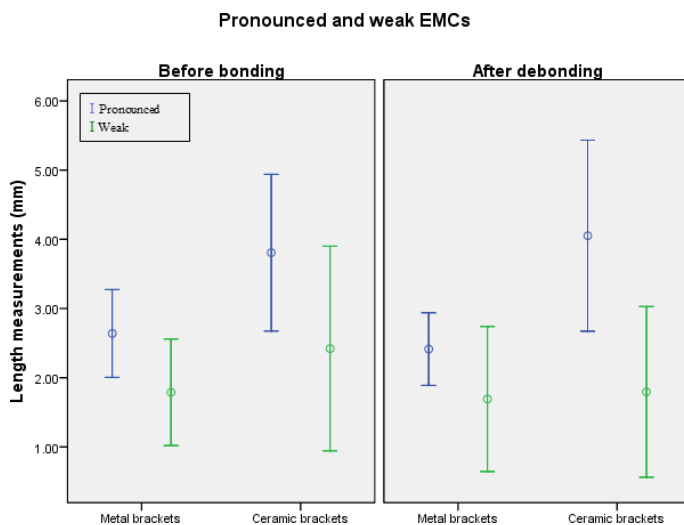 Pronounced and weak EMCs
Before bonding
After debonding
Pronounced
Weak
Length measurements (mm)
6.00
5.00
4.00
3.00
2.00
1.00
Metal brackets
Ceramic brackets
Metal brackets
Ceramic brackets